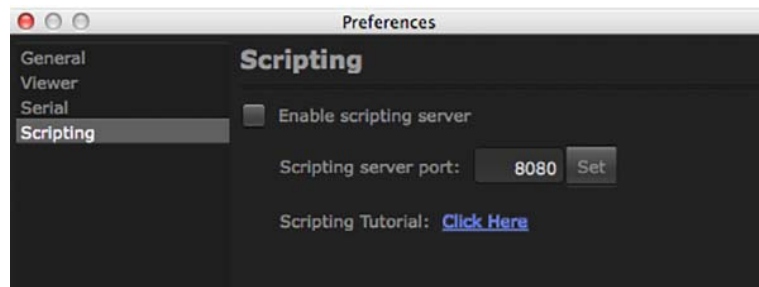 Preferences
General
Viewer
Serial
Scripting
Scripting
Enable scripting server
Scripting server port: 8080 Set
Scripting Tutorial: Click Here